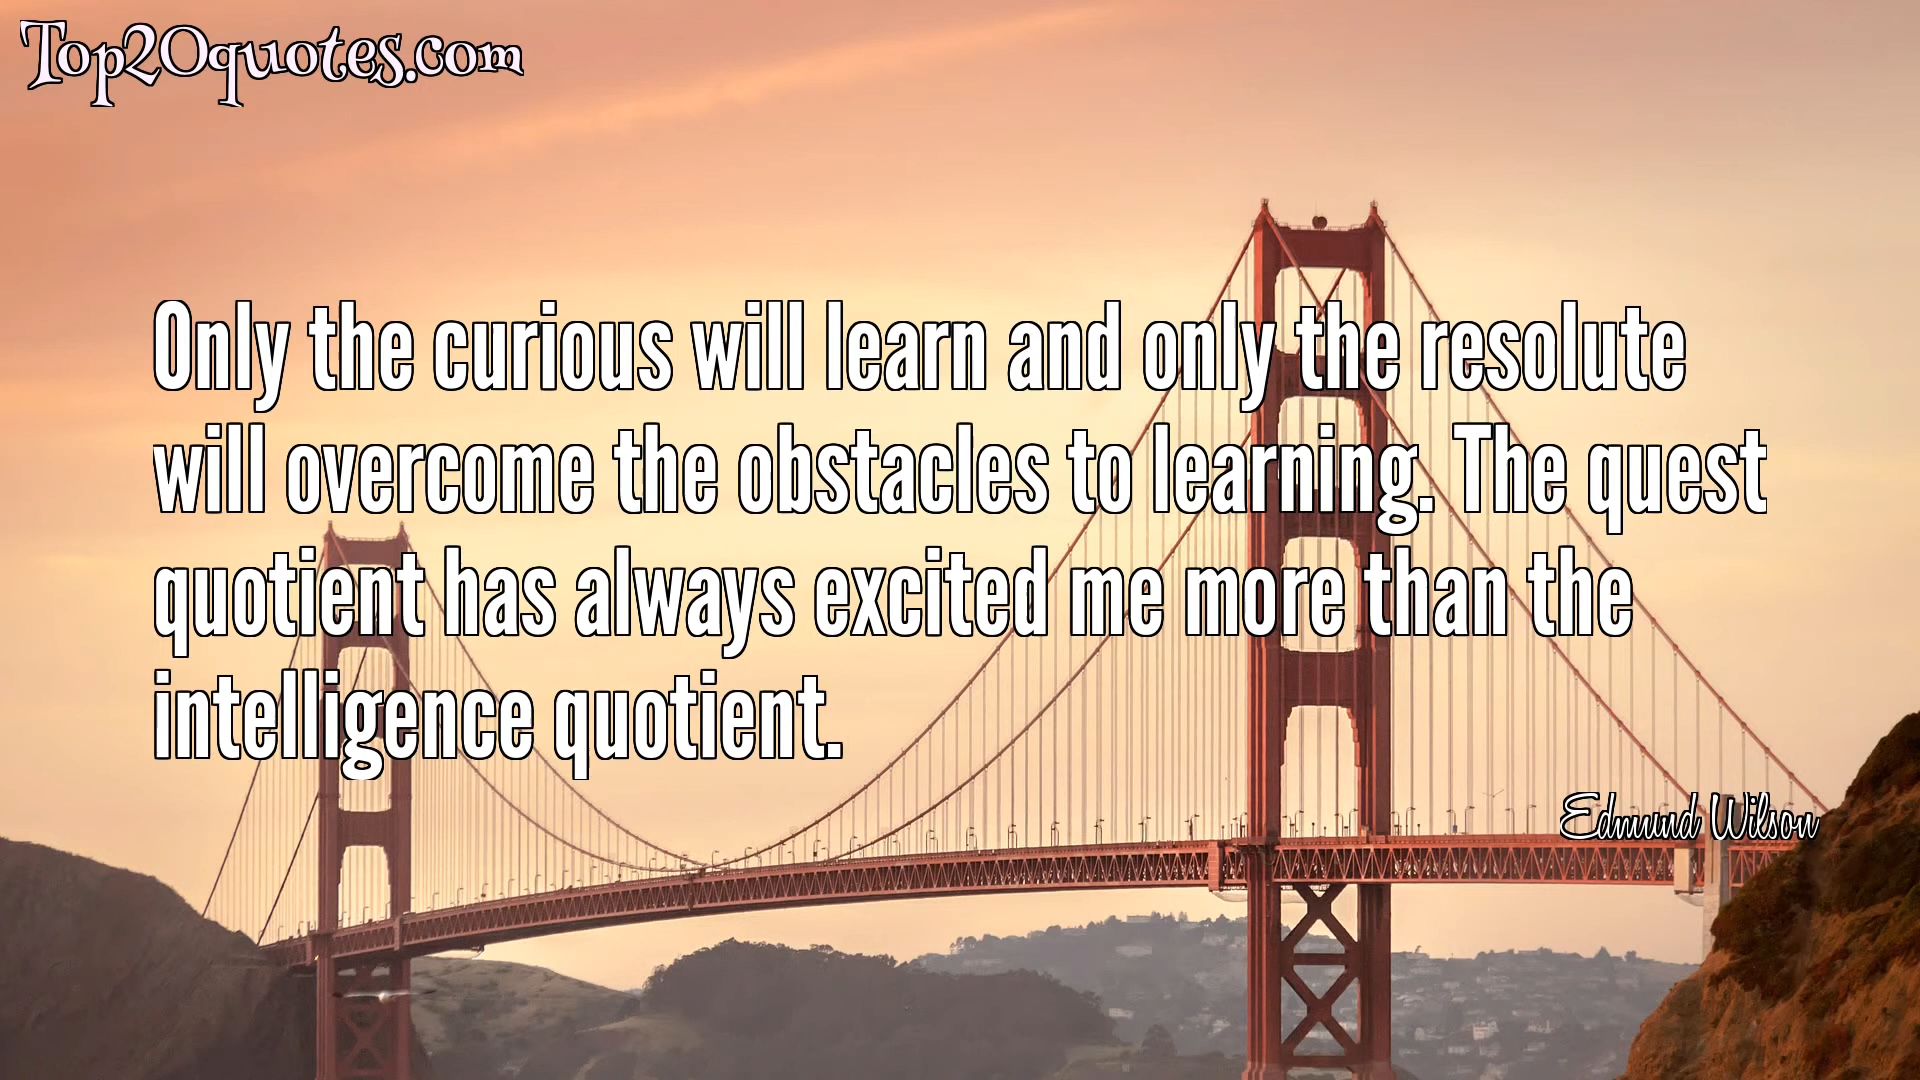 Top20quotes.com
Only the curious will learn and only the resolute
will overcome the obstacles to learning. The quest
quotient has always excited me more than the
intelligence quotient.
Edmund Wilson